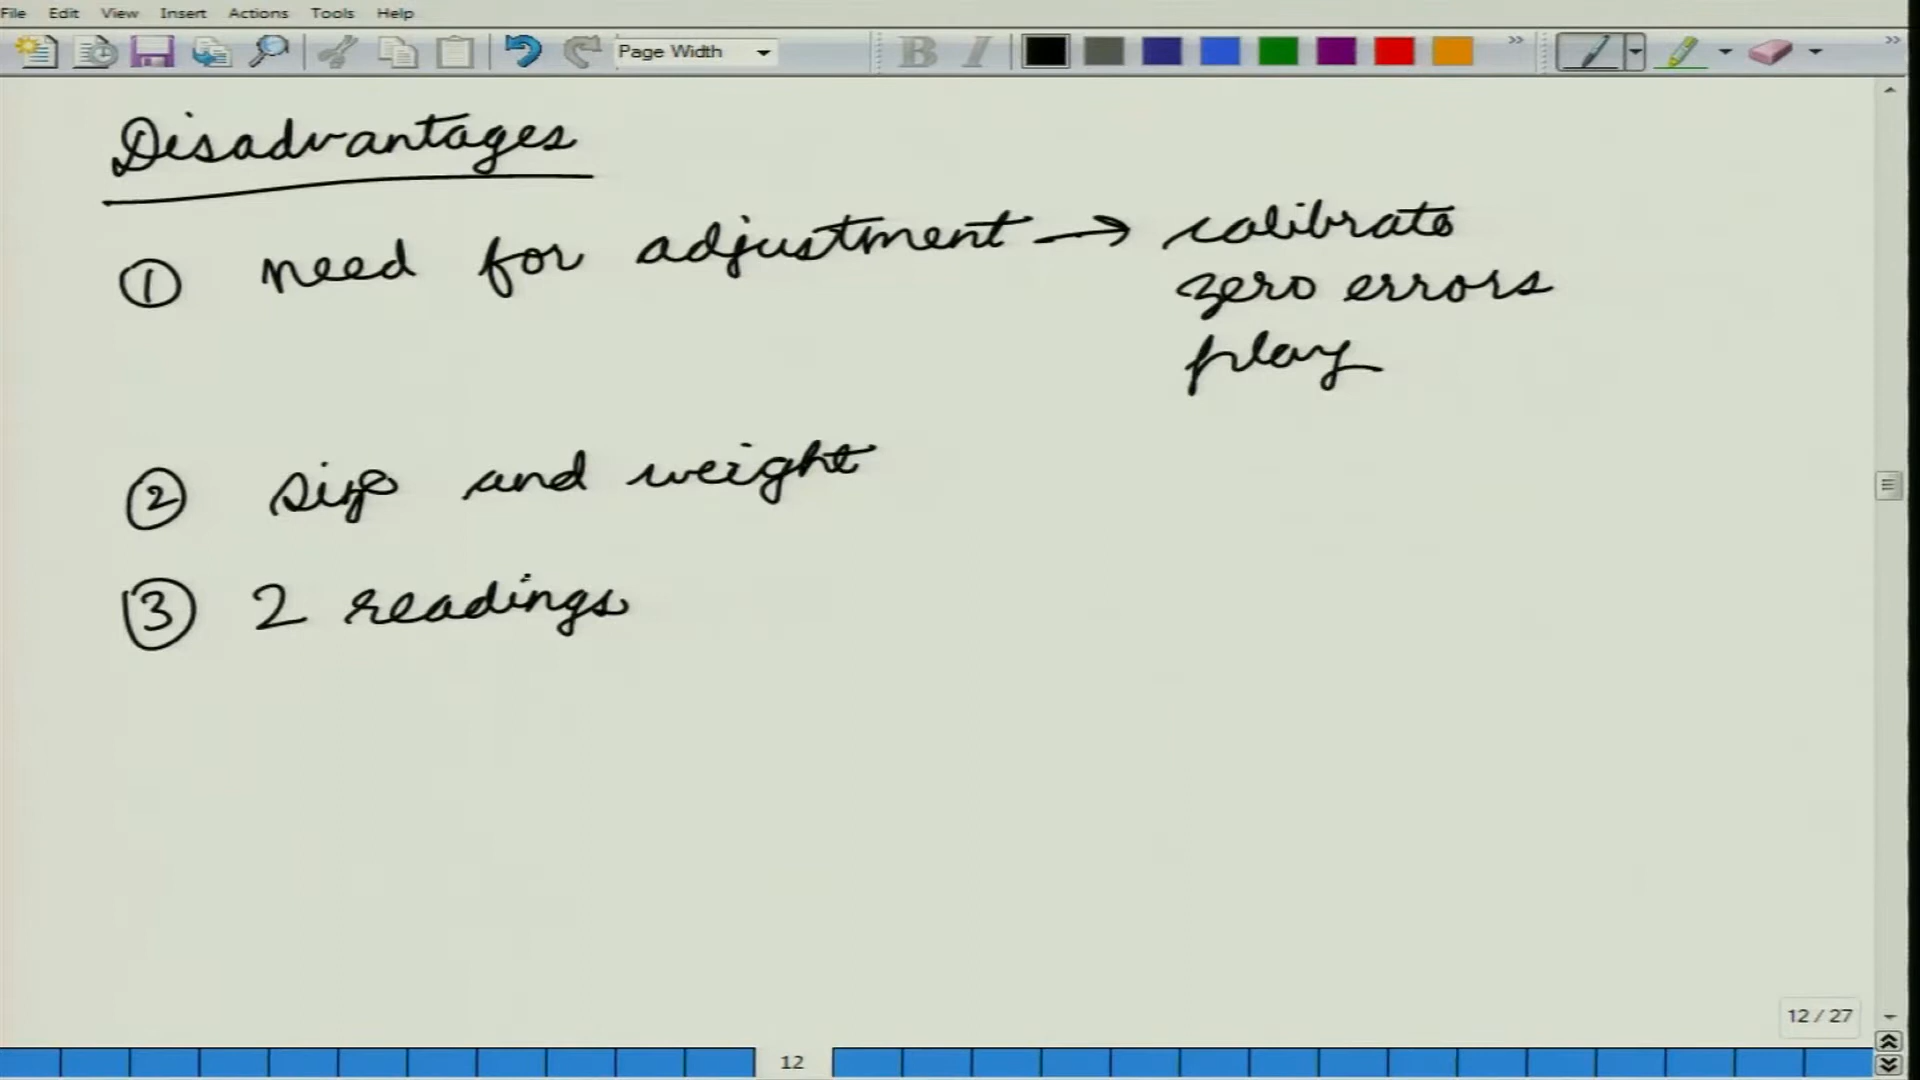 File Edit View Insert Actions Tools Help
Page Width B I
Disadvantages
① need for adjustment → calibrate
zero errors
play
② size and weight
③ 2 readings
12 / 27
12